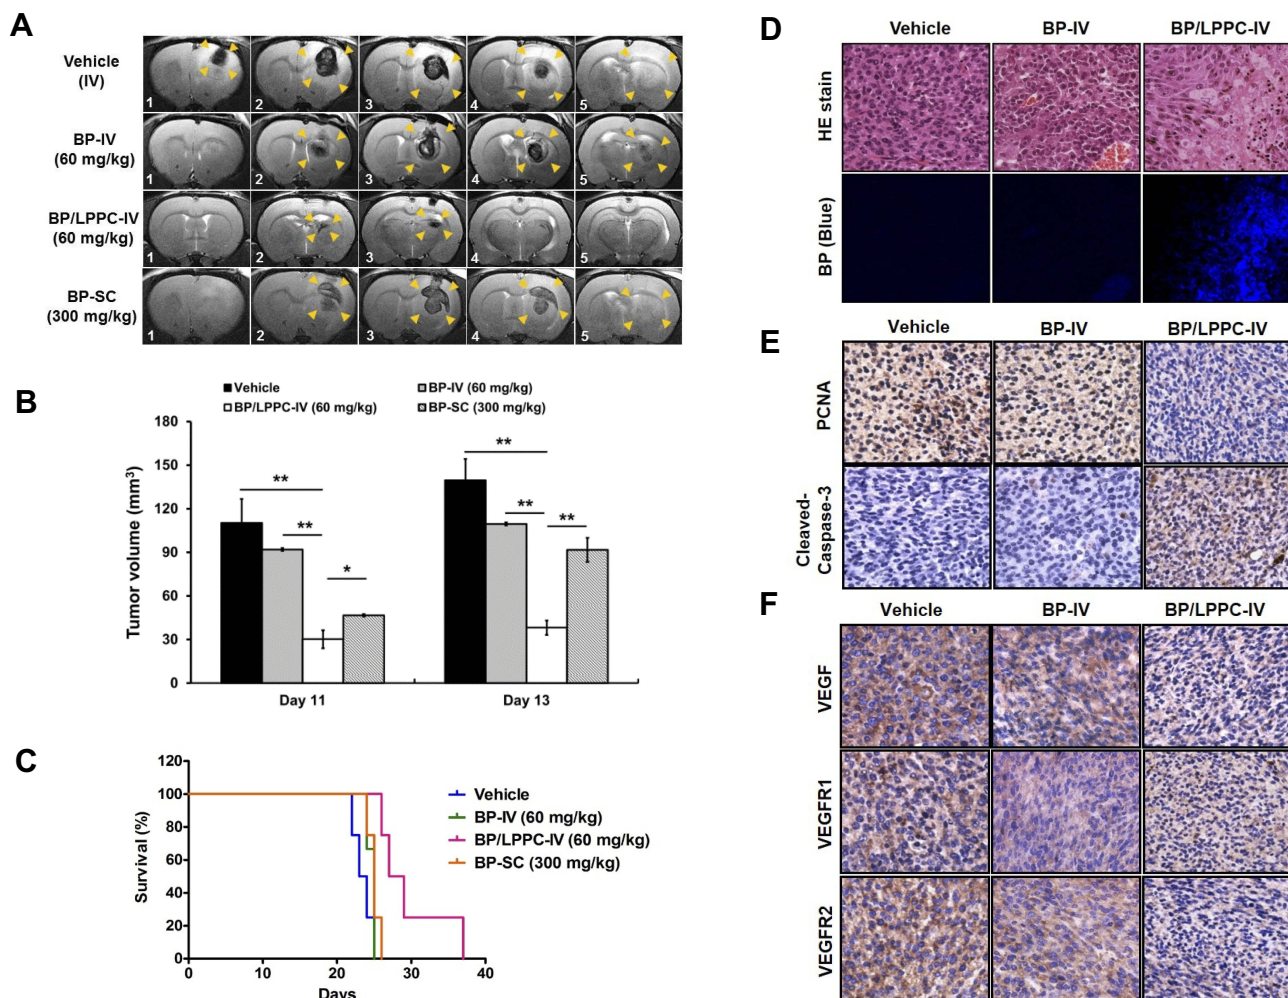 A
Vehicle
(IV)
1 2 3 4 5
BP-IV
(60 mg/kg)
1 2 3 4 5
BP/LPPC-IV
(60 mg/kg)
1 2 3 4 5
BP-SC
(300 mg/kg)
1 2 3 4 5
B
Vehicle BP-IV (60 mg/kg)
BP/LPPC-IV (60 mg/kg) BP-SC (300 mg/kg)
Tumor volume (mm³)
180
150
120
90
60
30
0
** ** *
** ** **
Day 11 Day 13
C
Survival (%)
120
100
80
60
40
20
0
0 10 20 30 40
Days
Vehicle
BP-IV (60 mg/kg)
BP/LPPC-IV (60 mg/kg)
BP-SC (300 mg/kg)
D
Vehicle BP-IV BP/LPPC-IV
HE stain
BP (Blue)
E
Vehicle BP-IV BP/LPPC-IV
PCNA
Cleaved-
Caspase-3
F
Vehicle BP-IV BP/LPPC-IV
VEGF
VEGFR1
VEGFR2